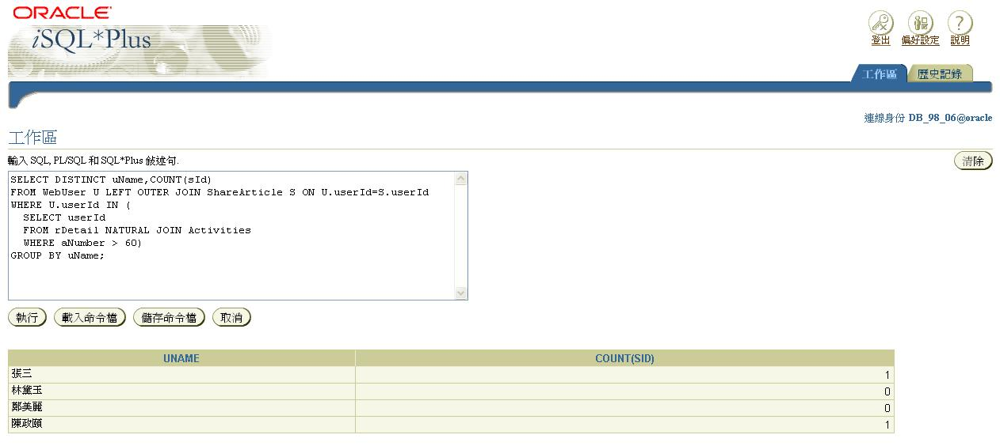 ORACLE
iSQL*Plus
登出 偏好設定 說明
工作區 歷史記錄
連線身份 DB_98_06@oracle
工作區
輸入 SQL, PL/SQL 和 SQL*Plus 敍述句.
清除
SELECT DISTINCT uName,COUNT(sId)
FROM WebUser U LEFT OUTER JOIN ShareArticle S ON U.userId=S.userId
WHERE U.userId IN (
  SELECT userId
  FROM rDetail NATURAL JOIN Activities
  WHERE aNumber > 60)
GROUP BY uName;
執行 載入命令檔 儲存命令檔 取消
UNAME COUNT(SID)
張三 1
林黛玉 0
鄭美麗 0
陳政頤 1